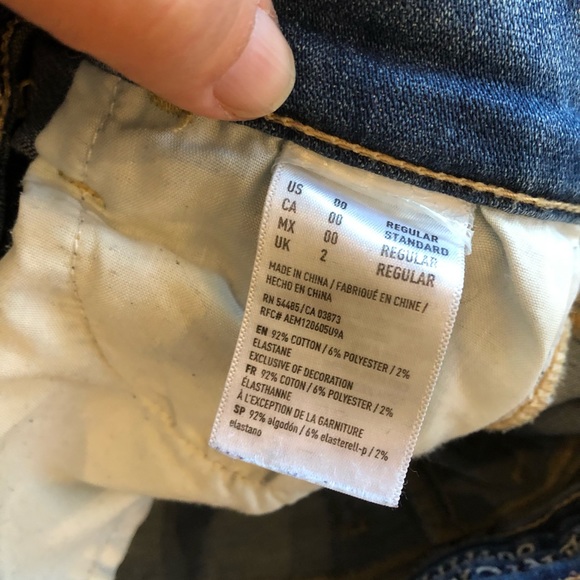 US 00 REGULAR
CA 00 STANDARD
MX 00 REGULAR
UK 2 REGULAR
MADE IN CHINA / FABRIQUÉ EN CHINE /
HECHO EN CHINA
RN 54485/CA 03873
RFC# AEM128605U9A
EN 92% COTTON / 6% POLYESTER / 2%
ELASTANE
EXCLUSIVE OF DECORATION
FR 92% COTON / 6% POLYESTER / 2%
ÉLASTHANNE
À L'EXCEPTION DE LA GARNITURE
SP 92% algodón / 6% elasterell-p / 2%
elastano